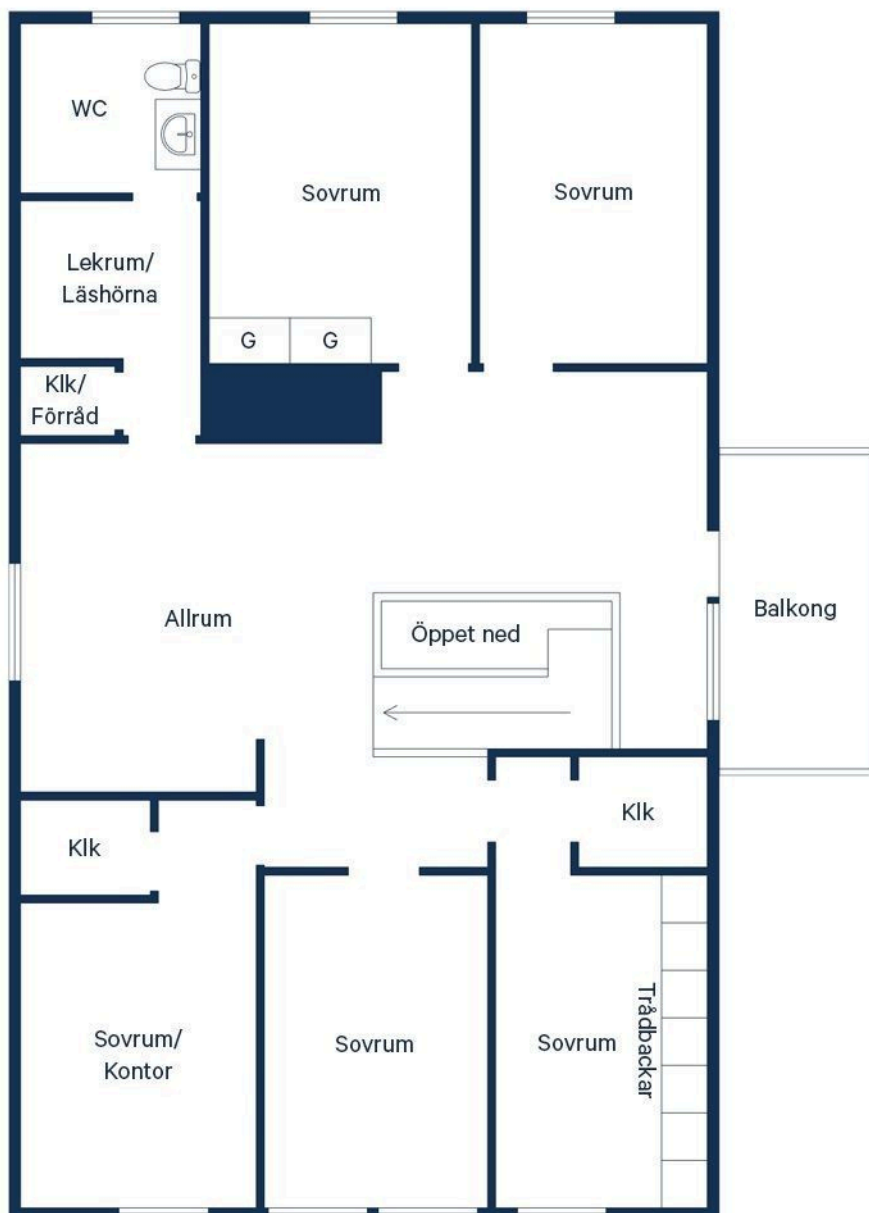 WC
Sovrum
Sovrum
Lekrum/
Läshörna
G
G
Klk/
Förråd
Allrum
Öppet ned
Balkong
Klk
Klk
Sovrum/
Kontor
Sovrum
Sovrum
Trådbackar